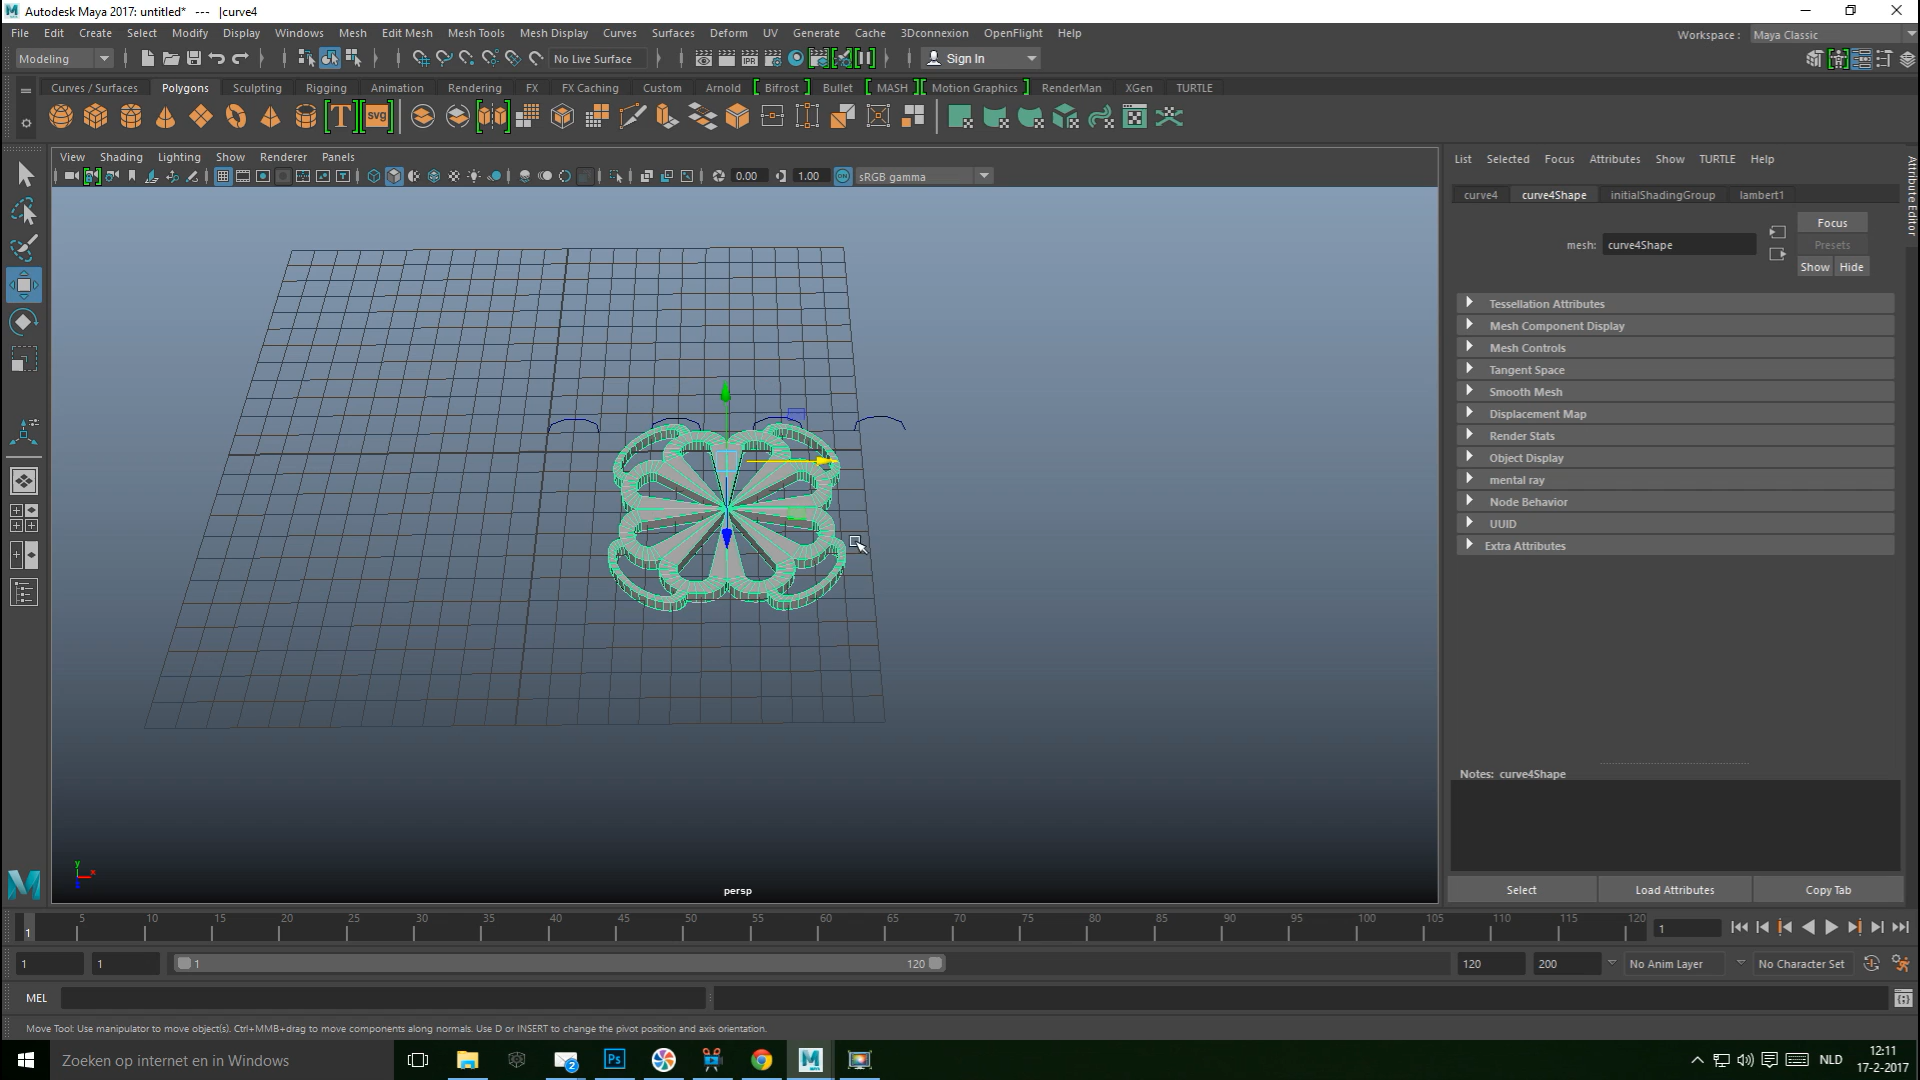 Autodesk Maya 2017: untitled* --- |curve4
File Edit Create Select Modify Display Windows Mesh Edit Mesh Mesh Tools Mesh Display Curves Surfaces Deform UV Generate Cache 3Dconnexion OpenFlight Help
Workspace : Maya Classic
Modeling No Live Surface IPR Sign In
Curves / Surfaces Polygons Sculpting Rigging Animation Rendering FX FX Caching Custom Arnold Bifrost Bullet MASH Motion Graphics RenderMan XGen TURTLE
T svg
View Shading Lighting Show Renderer Panels
0.00 1.00 ON sRGB gamma
List Selected Focus Attributes Show TURTLE Help
curve4 curve4Shape initialShadingGroup lambert1
Focus
mesh: curve4Shape
Presets
Show Hide
Attribute Editor
Tessellation Attributes
Mesh Component Display
Mesh Controls
Tangent Space
Smooth Mesh
Displacement Map
Render Stats
Object Display
mental ray
Node Behavior
UUID
Extra Attributes
Notes: curve4Shape
y x
persp
Select Load Attributes Copy Tab
5 10 15 20 25 30 35 40 45 50 55 60 65 70 75 80 85 90 95 100 105 110 115 120
1 1
1 1 1 120 120 200 No Anim Layer No Character Set
MEL
Move Tool: Use manipulator to move object(s). Ctrl+MMB+drag to move components along normals. Use D or INSERT to change the pivot position and axis orientation.
Zoeken op internet en in Windows 2 Ps M NLD 12:11
17-2-2017